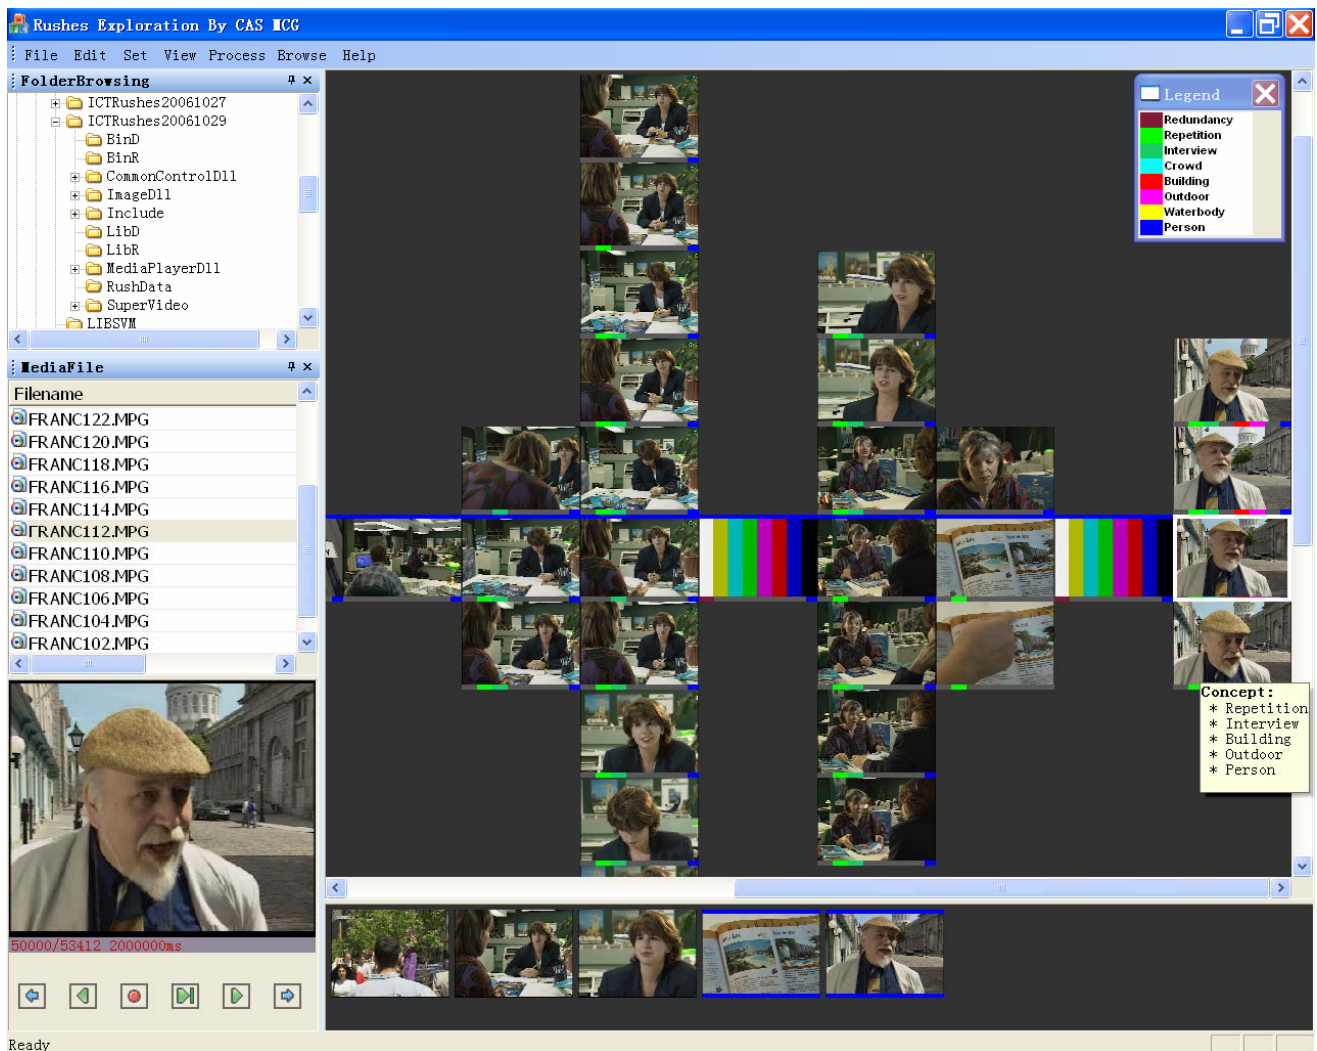 Rushes Exploration By CAS MCG
File Edit Set View Process Browse Help
FolderBrowsing
ICTRushes20061027
ICTRushes20061029
BinD
BinR
CommonControlDll
ImageDll
Include
LibD
LibR
MediaPlayerDll
RushData
SuperVideo
LIBSVM
MediaFile
Filename
FRANC122.MPG
FRANC120.MPG
FRANC118.MPG
FRANC116.MPG
FRANC114.MPG
FRANC112.MPG
FRANC110.MPG
FRANC108.MPG
FRANC106.MPG
FRANC104.MPG
FRANC102.MPG
50000/53412 2000000ms
Ready
Legend
Redundancy
Repetition
Interview
Crowd
Building
Outdoor
Waterbody
Person
Concept:
* Repetition
* Interview
* Building
* Outdoor
* Person